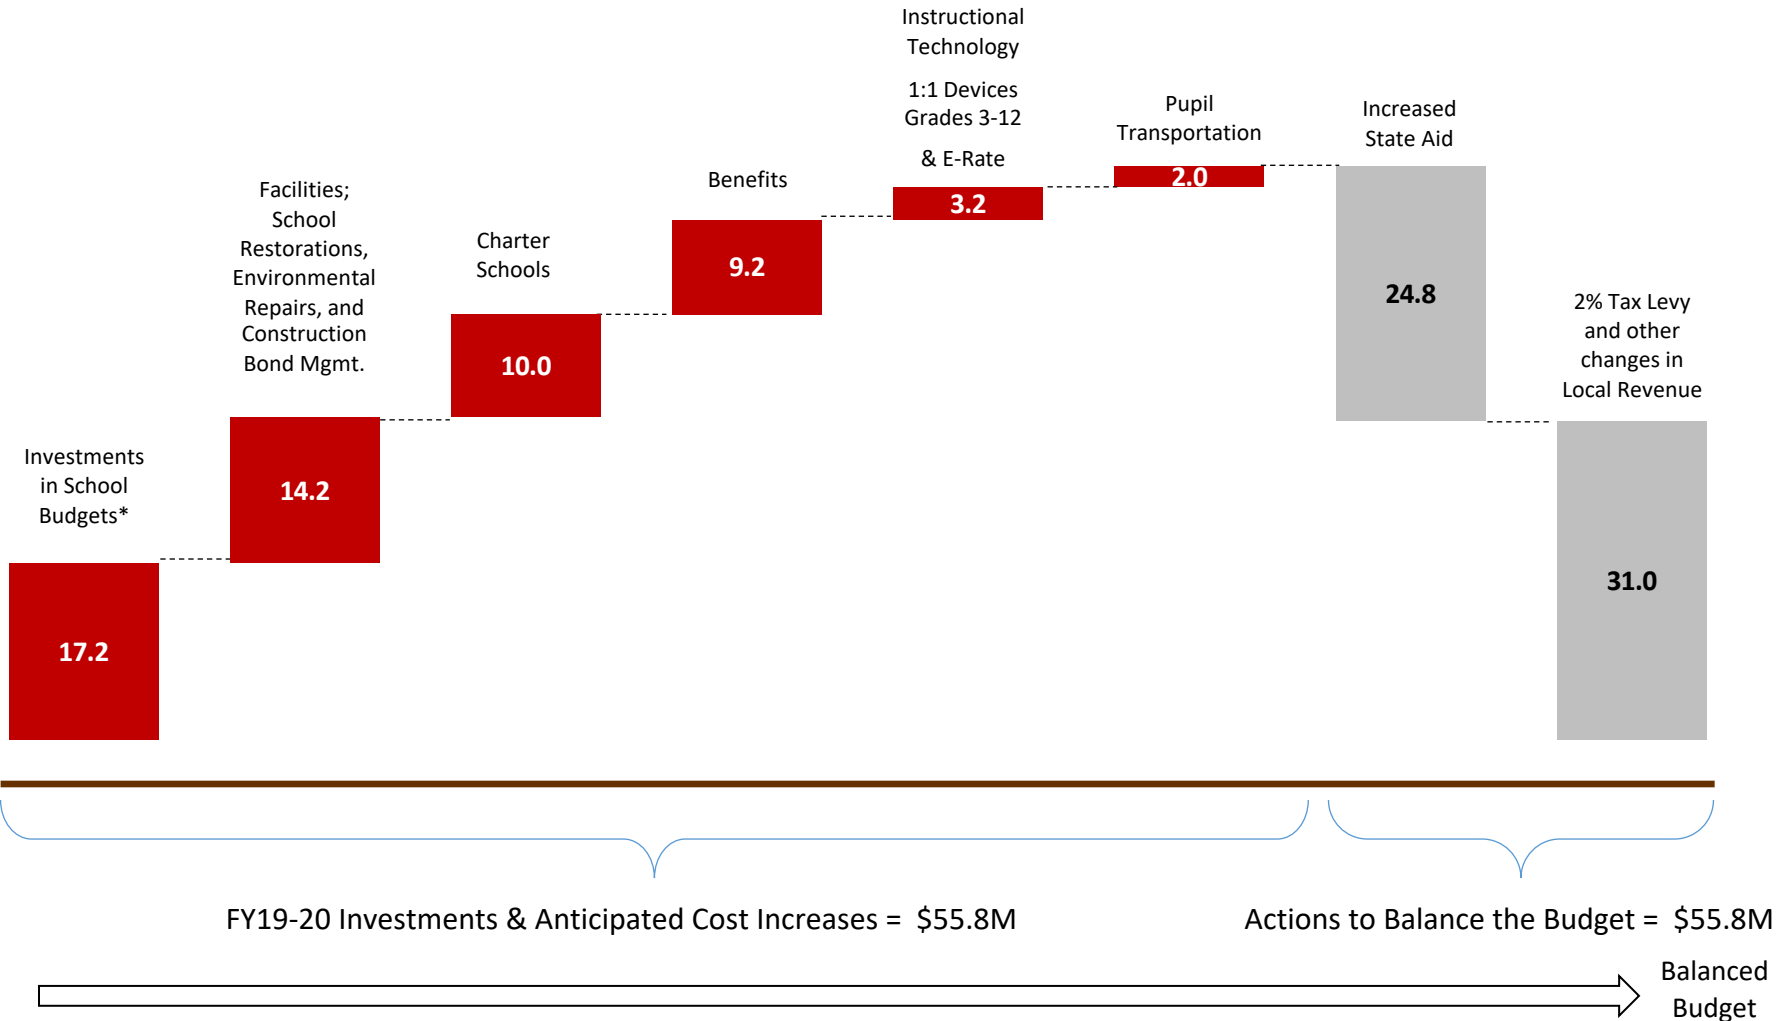 Investments
in School
Budgets*
17.2
Facilities;
School
Restorations,
Environmental
Repairs, and
Construction
Bond Mgmt.
14.2
Charter
Schools
10.0
Benefits
9.2
Instructional
Technology
1:1 Devices
Grades 3-12
& E-Rate
3.2
Pupil
Transportation
2.0
Increased
State Aid
24.8
2% Tax Levy
and other
changes in
Local Revenue
31.0
FY19-20 Investments & Anticipated Cost Increases = $55.8M
Actions to Balance the Budget = $55.8M
Balanced
Budget